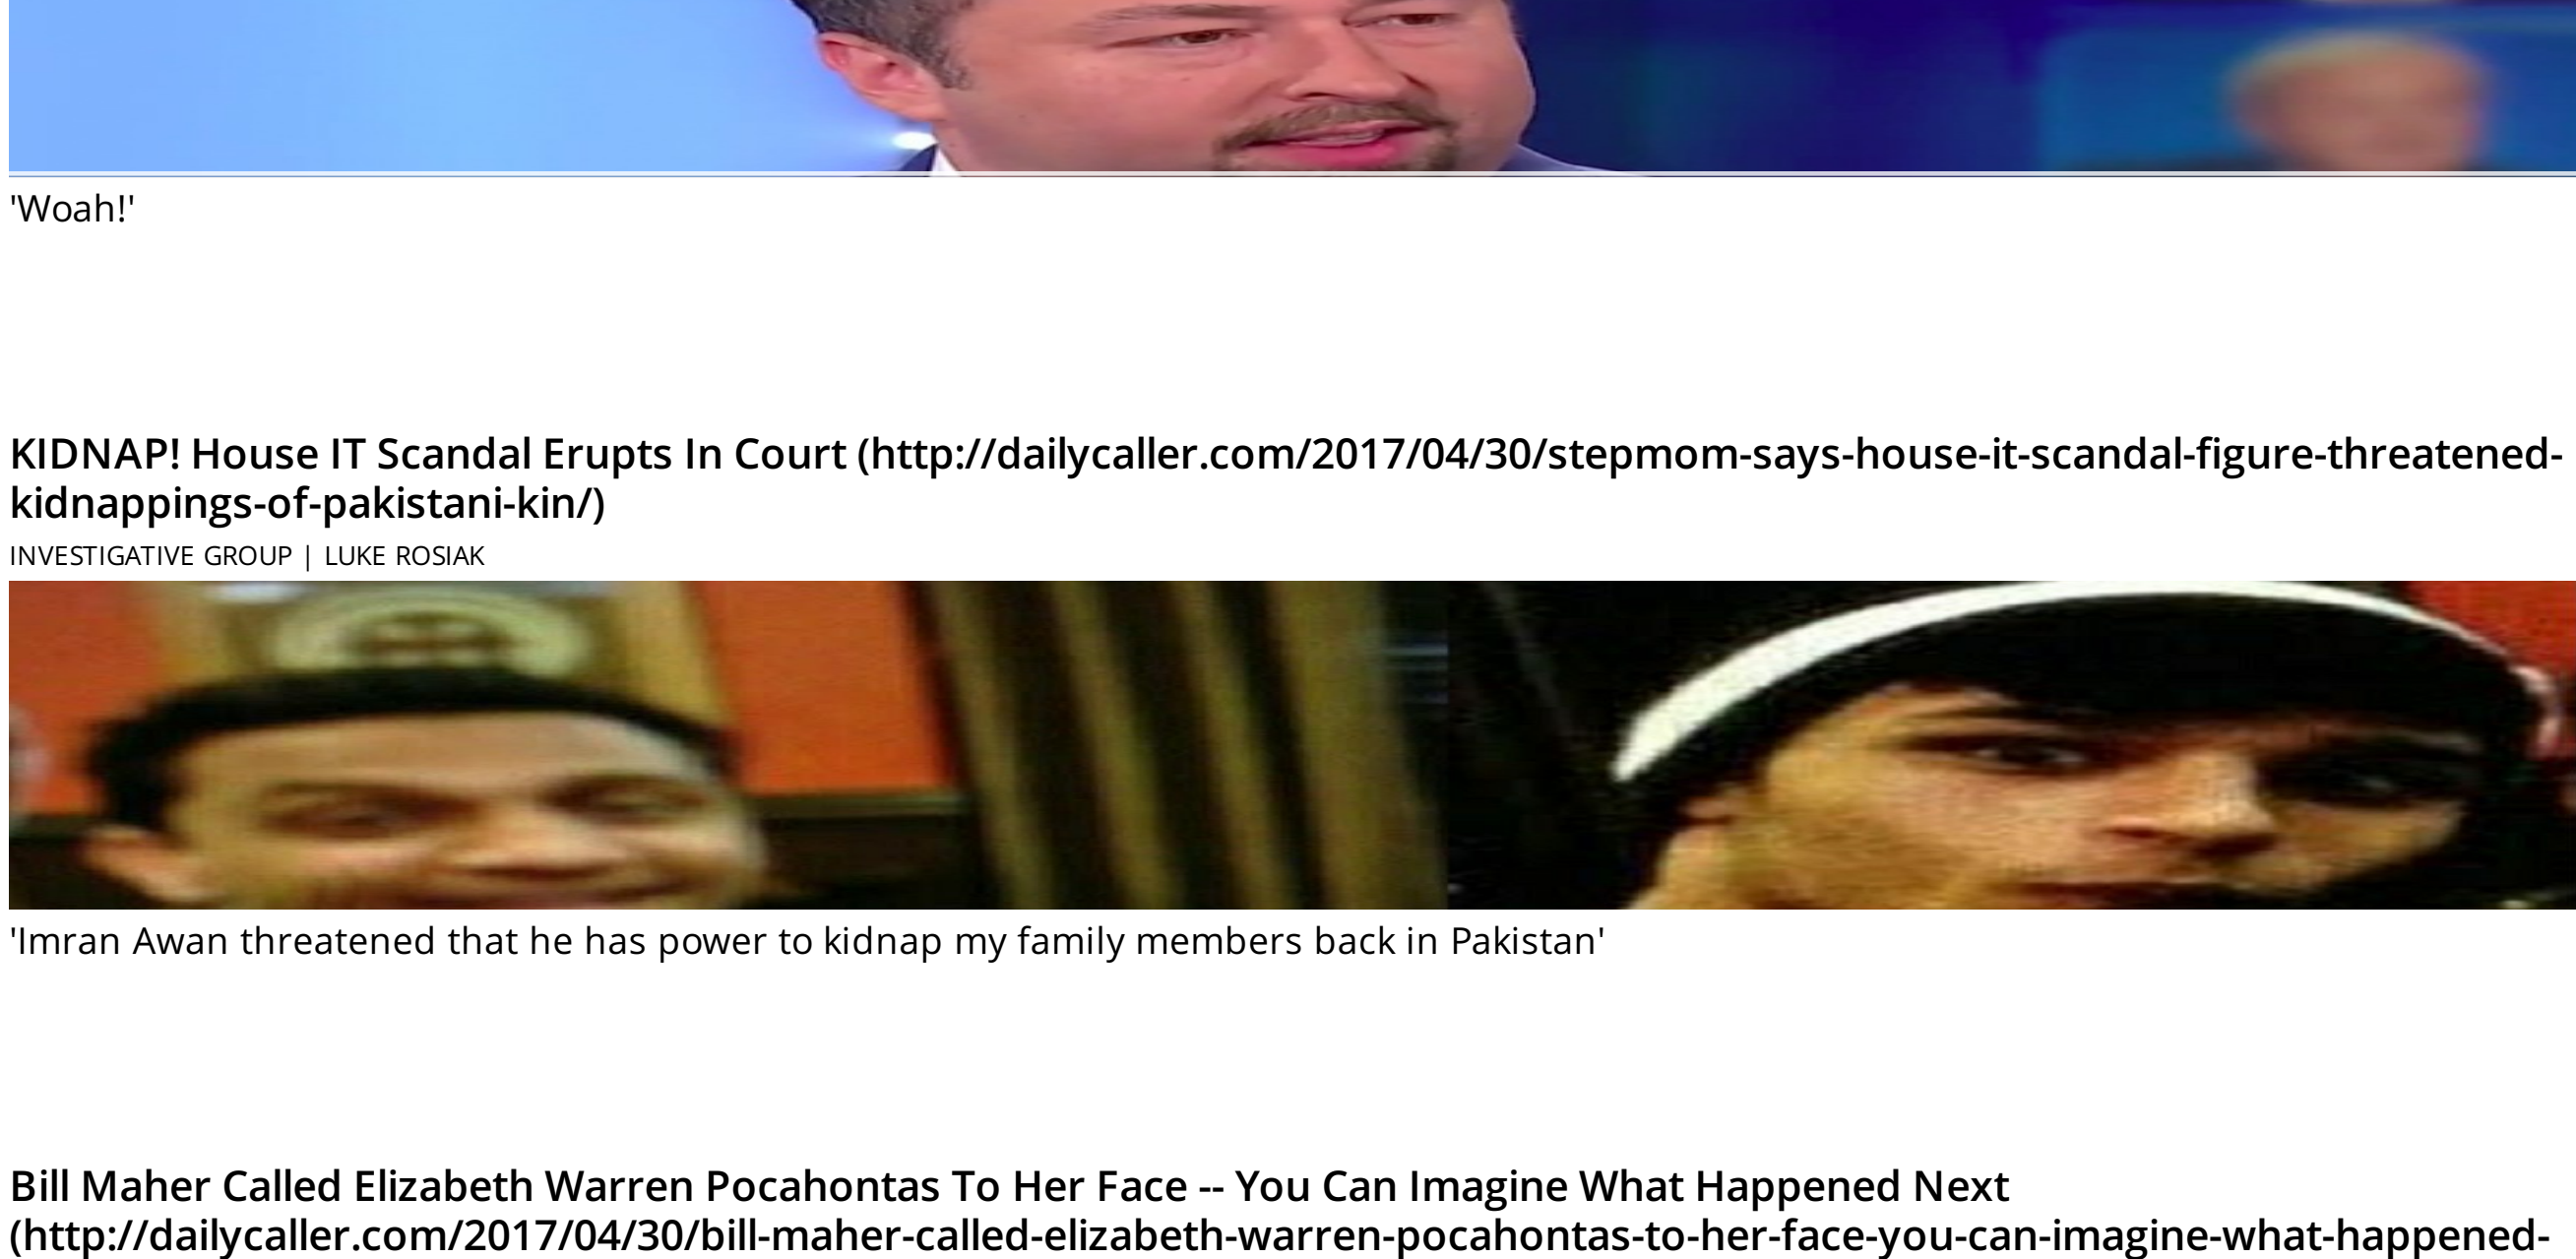 'Woah!'
KIDNAP! House IT Scandal Erupts In Court (http://dailycaller.com/2017/04/30/stepmom-says-house-it-scandal-figure-threatened-
kidnappings-of-pakistani-kin/)
INVESTIGATIVE GROUP | LUKE ROSIAK
'Imran Awan threatened that he has power to kidnap my family members back in Pakistan'
Bill Maher Called Elizabeth Warren Pocahontas To Her Face -- You Can Imagine What Happened Next
(http://dailycaller.com/2017/04/30/bill-maher-called-elizabeth-warren-pocahontas-to-her-face-you-can-imagine-what-happened-